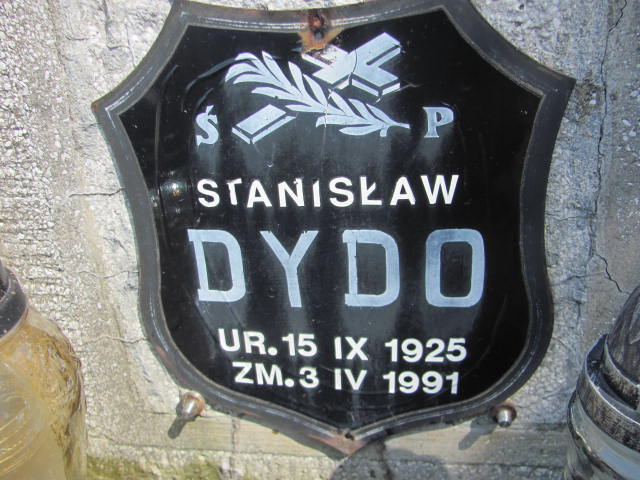 Ś P
STANISŁAW
DYDO
UR. 15 IX 1925
ZM. 3 IV 1991